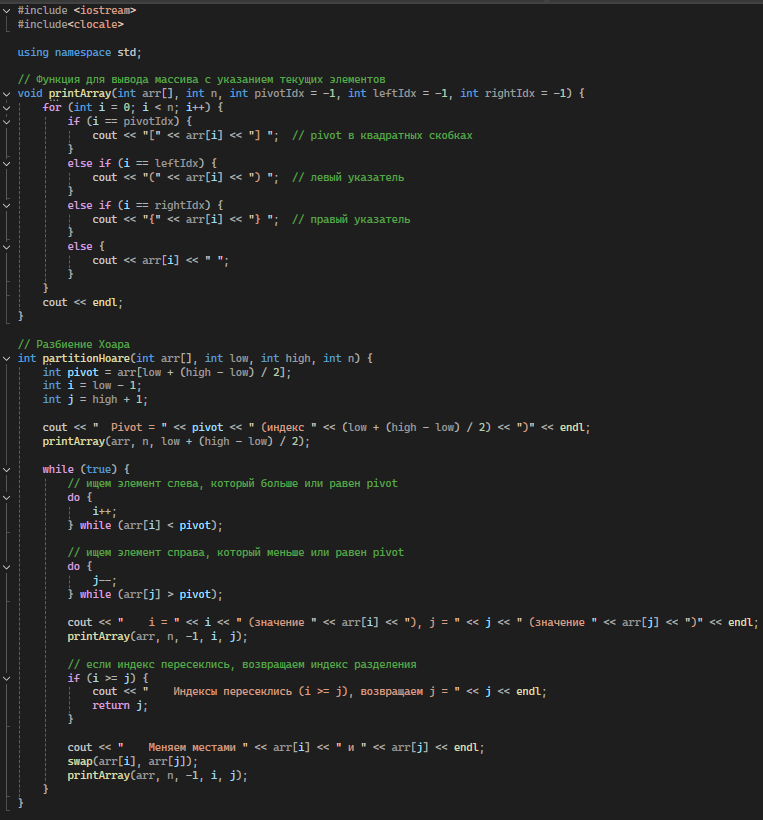 #include <iostream>
#include<clocale>
using namespace std;
// Функция для вывода массива с указанием текущих элементов
void printArray(int arr[], int n, int pivotIdx = -1, int leftIdx = -1, int rightIdx = -1) {
for (int i = 0; i < n; i++) {
if (i == pivotIdx) {
cout << "[" << arr[i] << "] ";  // pivot в квадратных скобках
}
else if (i == leftIdx) {
cout << "(" << arr[i] << ") ";  // левый указатель
}
else if (i == rightIdx) {
cout << "{" << arr[i] << "} ";  // правый указатель
}
else {
cout << arr[i] << " ";
}
}
cout << endl;
}
// Разбиение Хоара
int partitionHoare(int arr[], int low, int high, int n) {
int pivot = arr[low + (high - low) / 2];
int i = low - 1;
int j = high + 1;
cout << "  Pivot = " << pivot << " (индекс " << (low + (high - low) / 2) << ")" << endl;
printArray(arr, n, low + (high - low) / 2);
while (true) {
// ищем элемент слева, который больше или равен pivot
do {
i++;
} while (arr[i] < pivot);
// ищем элемент справа, который меньше или равен pivot
do {
j--;
} while (arr[j] > pivot);
cout << "    i = " << i << " (значение " << arr[i] << "), j = " << j << " (значение " << arr[j] << ")" << endl;
printArray(arr, n, -1, i, j);
// если индекс пересеклись, возвращаем индекс разделения
if (i >= j) {
cout << "    Индексы пересеклись (i >= j), возвращаем j = " << j << endl;
return j;
}
cout << "    Меняем местами " << arr[i] << " и " << arr[j] << endl;
swap(arr[i], arr[j]);
printArray(arr, n, -1, i, j);
}
}